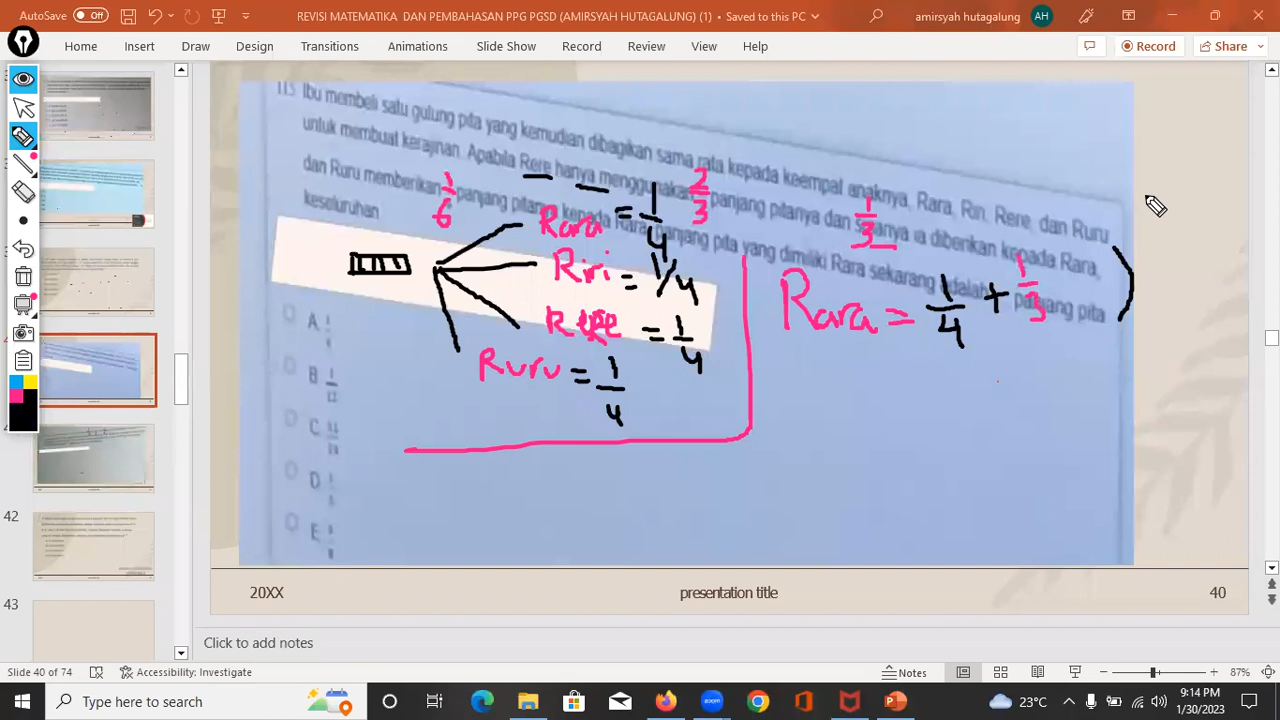 AutoSave Off REVISI MATEMATIKA DAN PEMBAHASAN PPG PGSD (AMIRSYAH HUTAGALUNG) (1) • Saved to this PC amirsyah hutagalung AH
Home Insert Draw Design Transitions Animations Slide Show Record Review View Help Record Share
113. Ibu membeli satu gulung pita yang kemudian dibagikan sama rata kepada keempat anaknya, Rara, Riri, Rere, dan Ruru
untuk membuat kerajinan. Apabila Rere hanya menggunakan 2/3 panjang pitanya dan sisanya ia diberikan kepada Rara,
dan Ruru memberikan 1/6 panjang pitanya kepada Rara, panjang pita yang dimiliki Rara sekarang adalah ( panjang pita
keseluruhan
1/3
Rara = 1/4
Riri = 1/4
Rere = 1/4
Ruru = 1/4
Rara = 1/4 + 1/3 )
A.
B.
C.
D.
E.
20XX presentation title 40
42
43
Click to add notes
Slide 40 of 74 Accessibility: Investigate Notes 87%
Type here to search 23°C 9:14 PM
1/30/2023